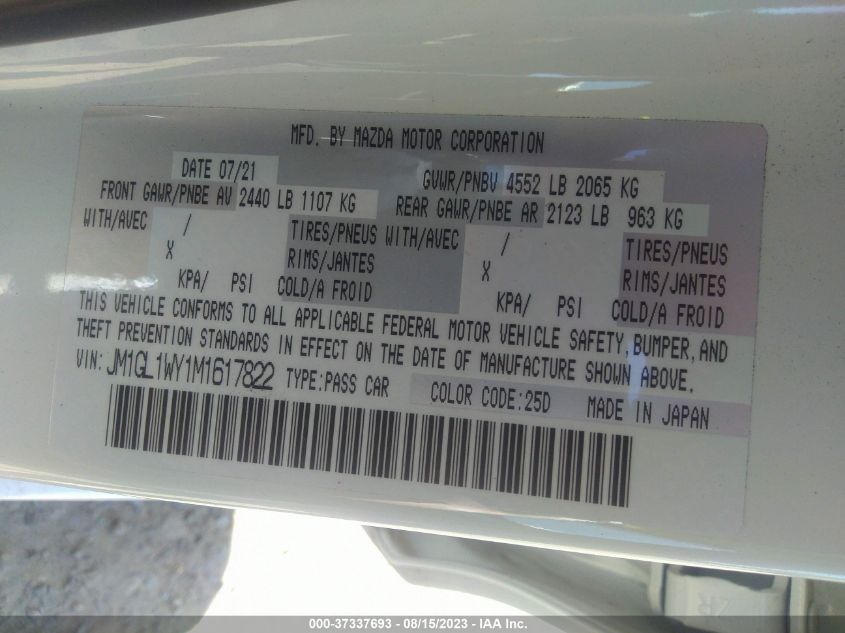 MFD. BY MAZDA MOTOR CORPORATION
DATE 07/21 GVWR/PNBV 4552 LB 2065 KG
FRONT GAWR/PNBE AV 2440 LB 1107 KG REAR GAWR/PNBE AR 2123 LB 963 KG
WITH/AVEC / TIRES/PNEUS WITH/AVEC / TIRES/PNEUS
X RIMS/JANTES X RIMS/JANTES
KPA/ PSI COLD/A FROID KPA/ PSI COLD/A FROID
THIS VEHICLE CONFORMS TO ALL APPLICABLE FEDERAL MOTOR VEHICLE SAFETY, BUMPER, AND
THEFT PREVENTION STANDARDS IN EFFECT ON THE DATE OF MANUFACTURE SHOWN ABOVE.
VIN: JM1GL1WY1M1617822 TYPE:PASS CAR COLOR CODE:25D MADE IN JAPAN
000-37337693 - 08/15/2023 - © IAA Inc.